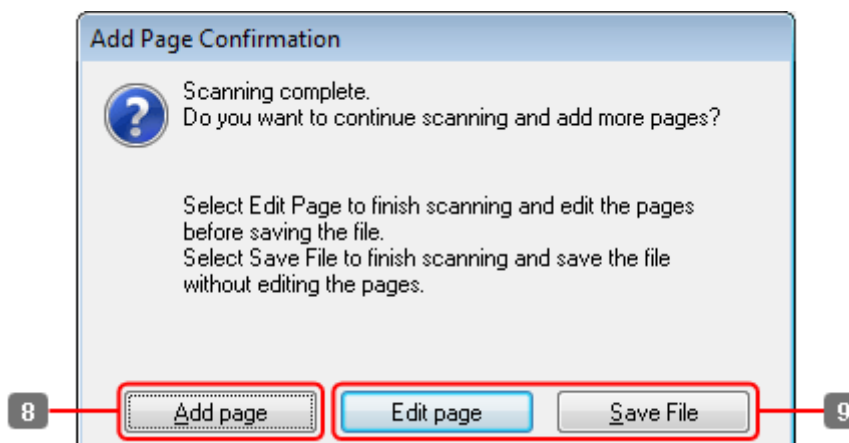 Add Page Confirmation
Scanning complete.
Do you want to continue scanning and add more pages?
Select Edit Page to finish scanning and edit the pages
before saving the file.
Select Save File to finish scanning and save the file
without editing the pages.
8 Add page Edit page Save File 9